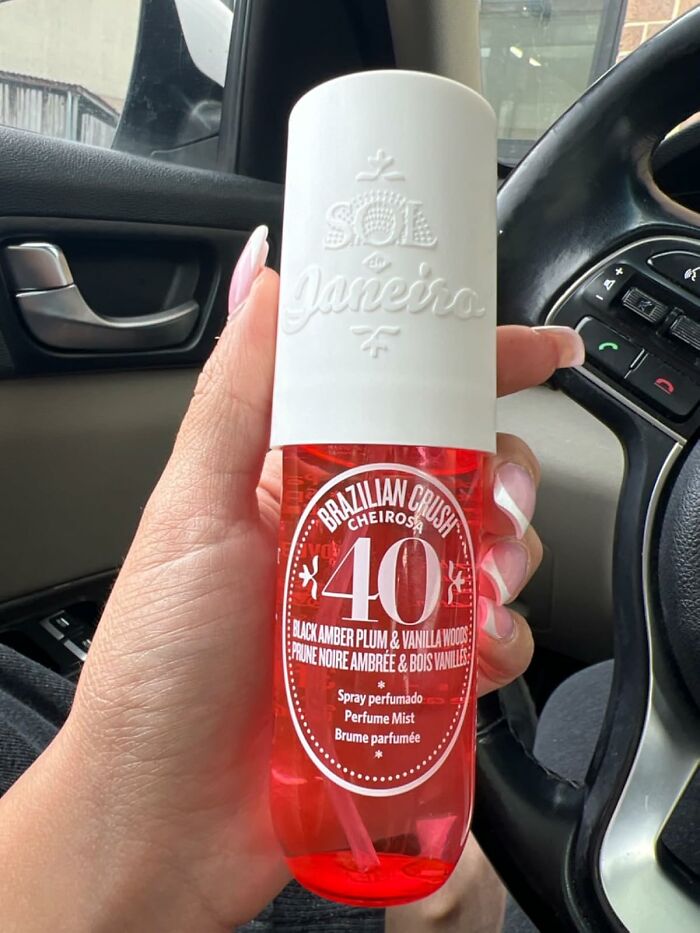 SOL
de
Janeiro
BRAZILIAN CRUSH
CHEIROSA
40
BLACK AMBER PLUM & VANILLA WOODS
PRUNE NOIRE AMBRÉE & BOIS VANILLÉS
Spray perfumado
Perfume Mist
Brume parfumée